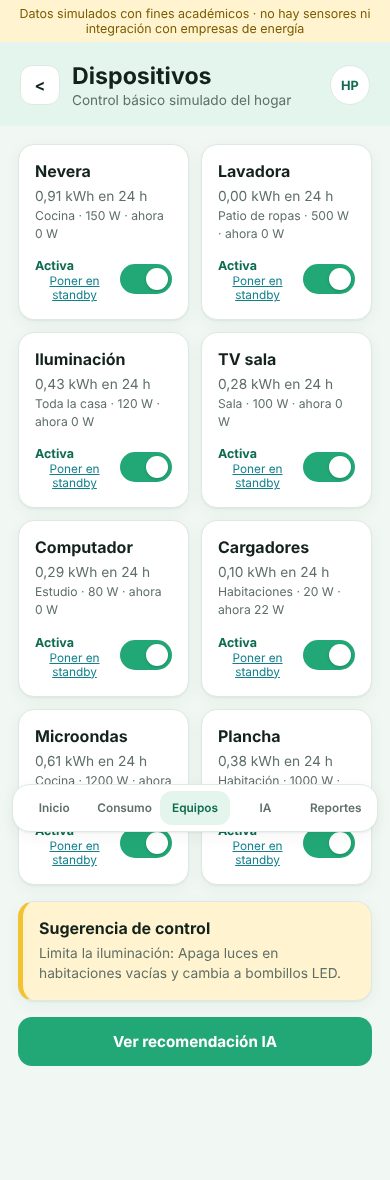 Datos simulados con fines académicos · no hay sensores ni
integración con empresas de energía
<
Dispositivos
Control básico simulado del hogar
HP
Nevera
0,91 kWh en 24 h
Cocina · 150 W · ahora
0 W
Activa
Poner en
standby
Lavadora
0,00 kWh en 24 h
Patio de ropas · 500 W
· ahora 0 W
Activa
Poner en
standby
Iluminación
0,43 kWh en 24 h
Toda la casa · 120 W ·
ahora 0 W
Activa
Poner en
standby
TV sala
0,28 kWh en 24 h
Sala · 100 W · ahora 0
W
Activa
Poner en
standby
Computador
0,29 kWh en 24 h
Estudio · 80 W · ahora
0 W
Activa
Poner en
standby
Cargadores
0,10 kWh en 24 h
Habitaciones · 20 W ·
ahora 22 W
Activa
Poner en
standby
Microondas
0,61 kWh en 24 h
Cocina · 1200 W · ahora
Activa
Poner en
standby
Plancha
0,38 kWh en 24 h
Habitación · 1000 W ·
Activa
Poner en
standby
Inicio
Consumo
Equipos
IA
Reportes
Sugerencia de control
Limita la iluminación: Apaga luces en
habitaciones vacías y cambia a bombillos LED.
Ver recomendación IA